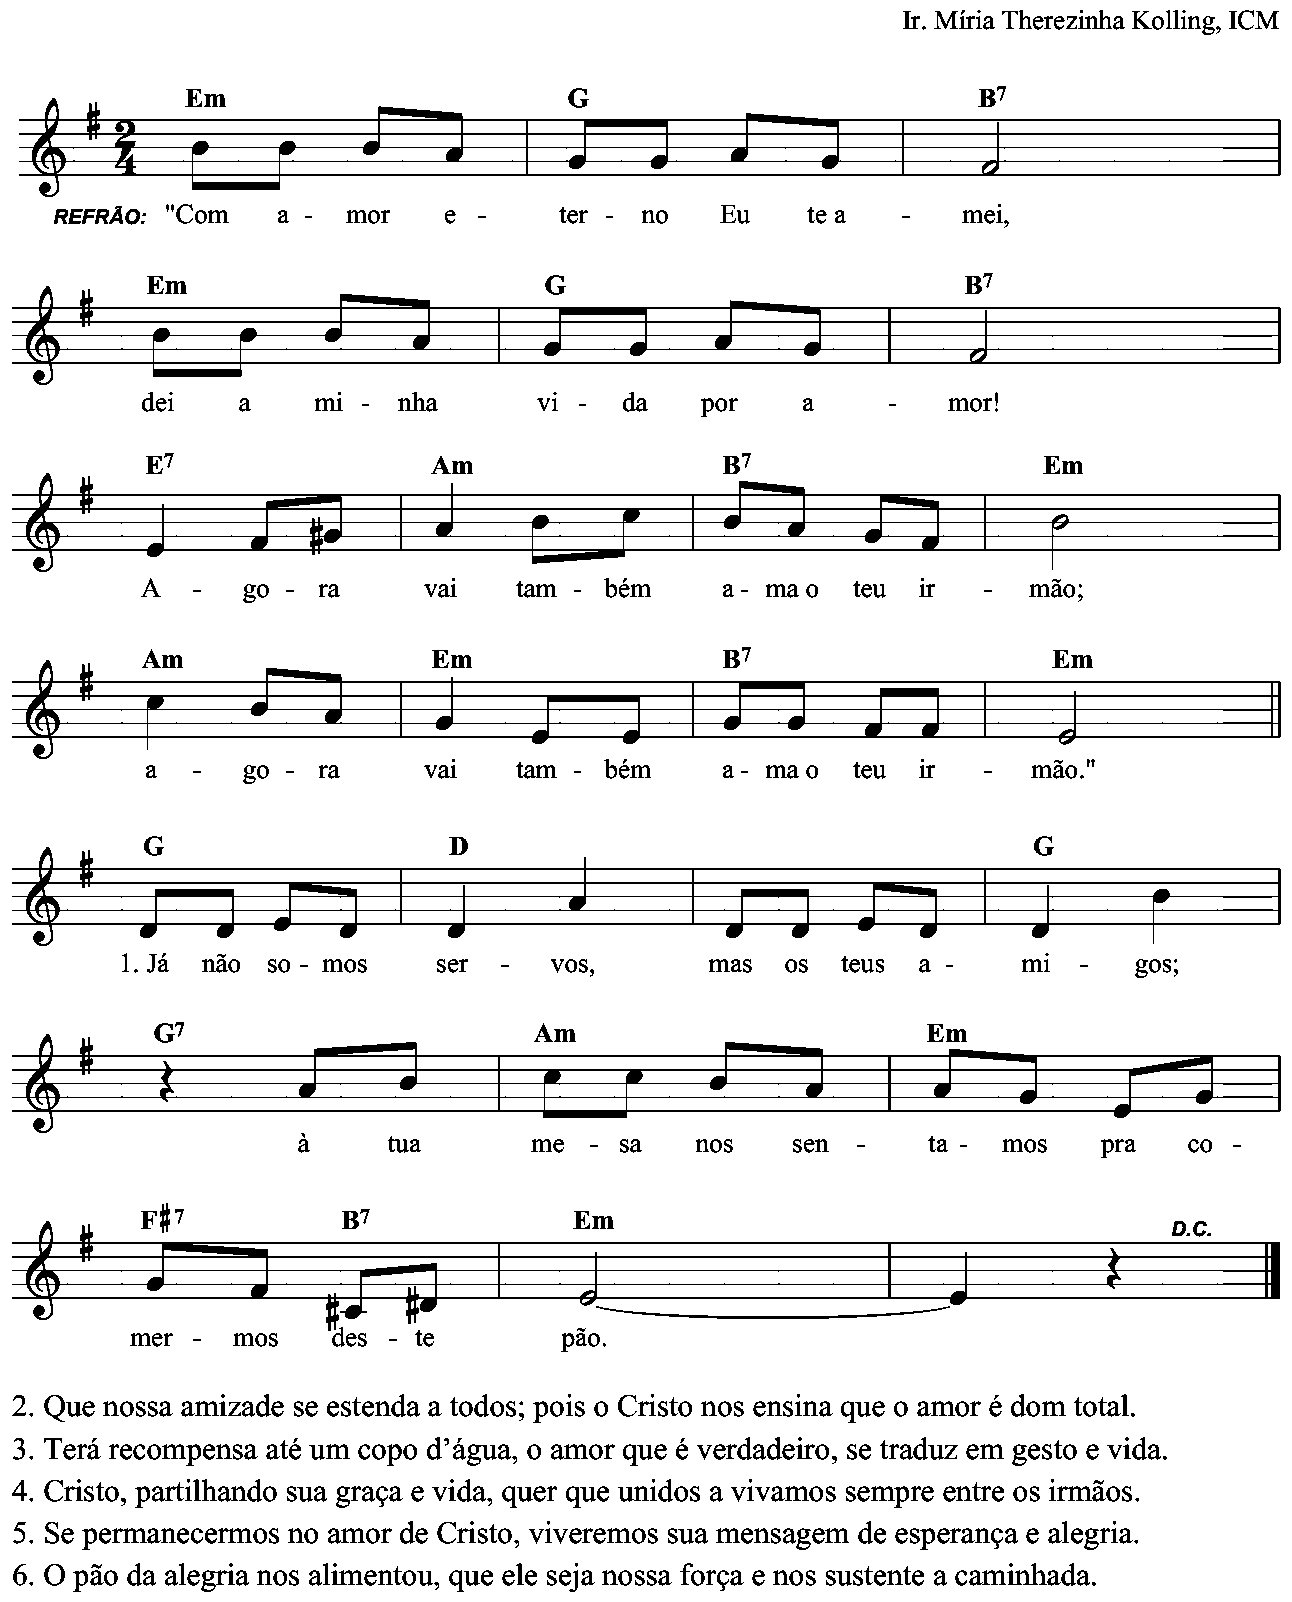 Ir. Míria Therezinha Kolling, ICM
Em G B7
2
4
REFRÃO: "Com a- mor e - ter - no Eu te a - mei,
Em G B7
dei a mi - nha vi - da por a - mor!
E7 Am B7 Em
A - go - ra vai tam - bém a - ma o teu ir - mão;
Am Em B7 Em
a - go - ra vai tam - bém a - ma o teu ir - mão."
G D G
1. Já não so - mos ser - vos, mas os teus a - mi - gos;
G7 Am Em
à tua me - sa nos sen - ta - mos pra co -
F#7 B7 Em D.C.
mer - mos des - te pão.
2. Que nossa amizade se estenda a todos; pois o Cristo nos ensina que o amor é dom total.
3. Terá recompensa até um copo d’água, o amor que é verdadeiro, se traduz em gesto e vida.
4. Cristo, partilhando sua graça e vida, quer que unidos a vivamos sempre entre os irmãos.
5. Se permanecermos no amor de Cristo, viveremos sua mensagem de esperança e alegria.
6. O pão da alegria nos alimentou, que ele seja nossa força e nos sustente a caminhada.